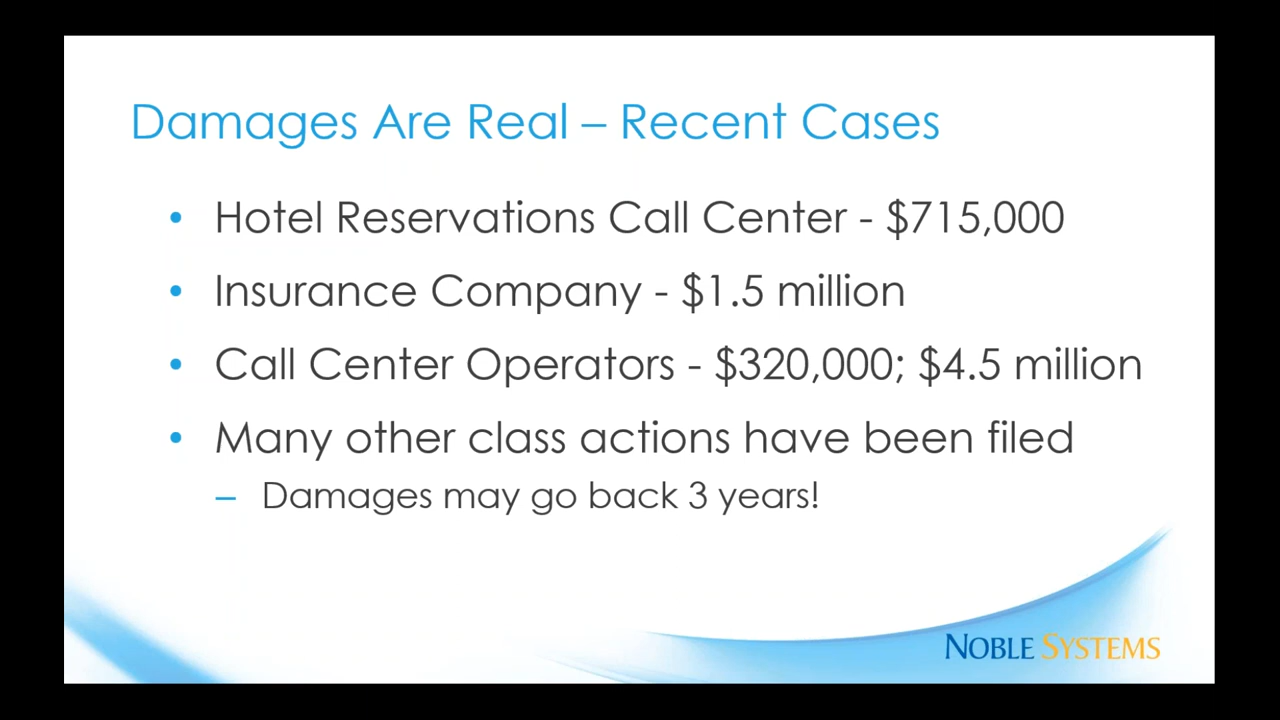 Damages Are Real – Recent Cases
• Hotel Reservations Call Center - $715,000
• Insurance Company - $1.5 million
• Call Center Operators - $320,000; $4.5 million
• Many other class actions have been filed
– Damages may go back 3 years!
NOBLE SYSTEMS